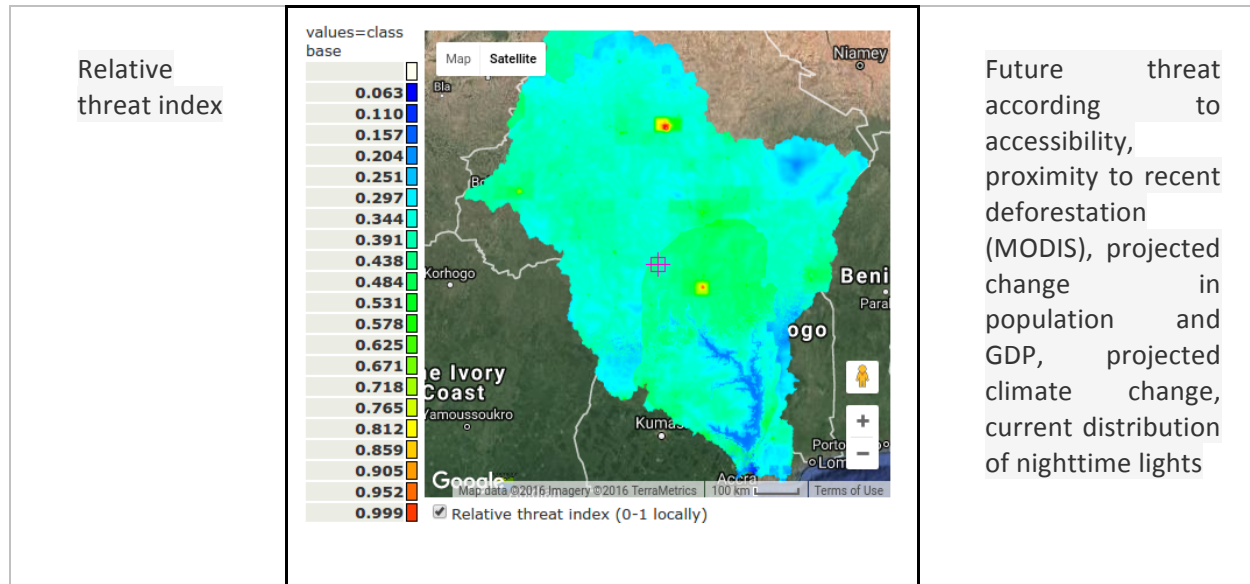 Relative
threat index
values=class
base
0.063
0.110
0.157
0.204
0.251
0.297
0.344
0.391
0.438
0.484
0.531
0.578
0.625
0.671
0.718
0.765
0.812
0.859
0.905
0.952
0.999
Map Satellite
Niamey
Bla
Bo
Korhogo
Beni
Paral
ogo
e Ivory
Coast
Yamoussoukro
Kumas
Porto
Lom
Accra
Google
Map data ©2016 Imagery ©2016 TerraMetrics 100 km Terms of Use
Relative threat index (0-1 locally)
Future threat
according to
accessibility,
proximity to recent
deforestation
(MODIS), projected
change in
population and
GDP, projected
climate change,
current distribution
of nighttime lights